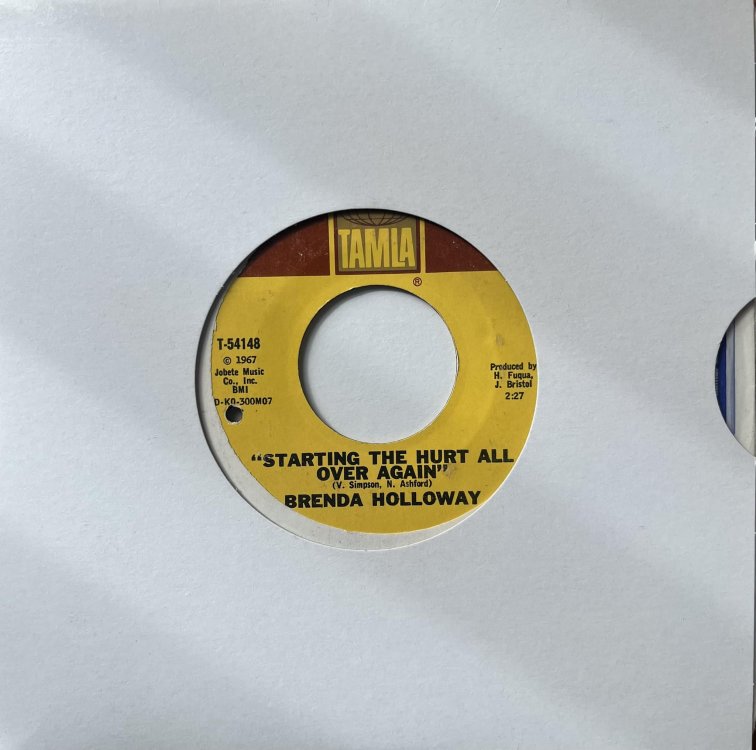 TAMLA
®
T-54148
© 1967
Jobete Music
Co., Inc.
BMI
D-K0-300M07
Produced by
H. Fuqua,
J. Bristol
2:27
"STARTING THE HURT ALL
OVER AGAIN"
(V. Simpson, N. Ashford)
BRENDA HOLLOWAY